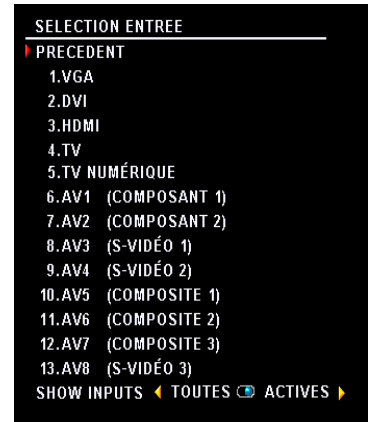 SELECTION ENTREE
PRECEDENT
1.VGA
2.DVI
3.HDMI
4.TV
5.TV NUMÉRIQUE
6.AV1 (COMPOSANT 1)
7.AV2 (COMPOSANT 2)
8.AV3 (S-VIDÉO 1)
9.AV4 (S-VIDÉO 2)
10.AV5 (COMPOSITE 1)
11.AV6 (COMPOSITE 2)
12.AV7 (COMPOSITE 3)
13.AV8 (S-VIDÉO 3)
SHOW INPUTS TOUTES ACTIVES